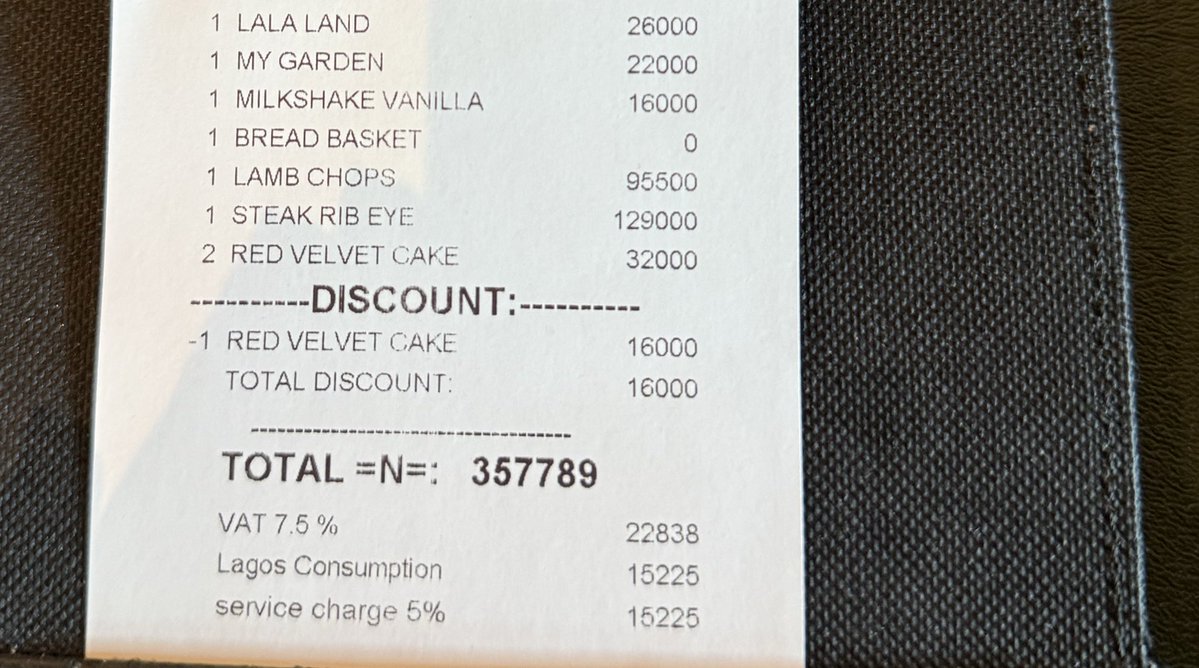 1 LALA LAND 26000
1 MY GARDEN 22000
1 MILKSHAKE VANILLA 16000
1 BREAD BASKET 0
1 LAMB CHOPS 95500
1 STEAK RIB EYE 129000
2 RED VELVET CAKE 32000
----------DISCOUNT:----------
-1 RED VELVET CAKE 16000
TOTAL DISCOUNT: 16000
------------------------------------
TOTAL =N=: 357789
VAT 7.5 % 22838
Lagos Consumption 15225
service charge 5% 15225